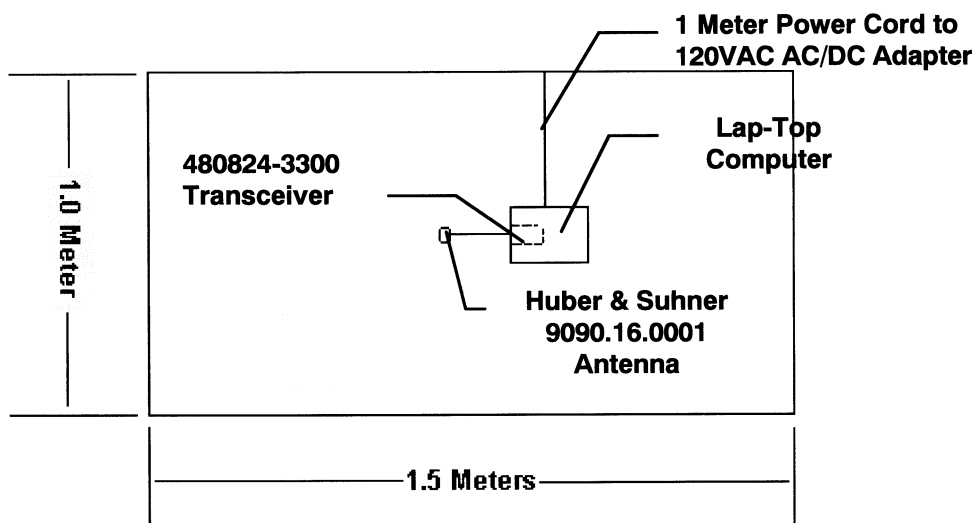 1 Meter Power Cord to
120VAC AC/DC Adapter
Lap-Top
Computer
480824-3300
Transceiver
1.0 Meter
Huber & Suhner
9090.16.0001
Antenna
1.5 Meters